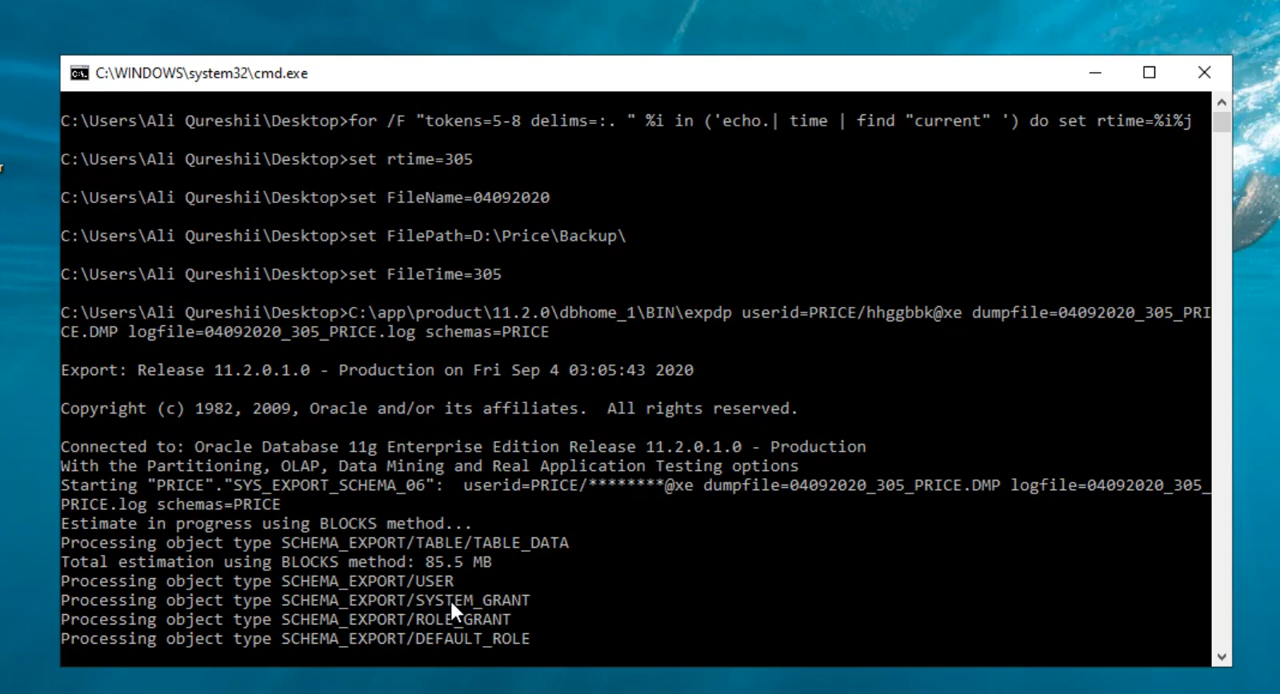 C:\WINDOWS\system32\cmd.exe
C:\Users\Ali Qureshii\Desktop>for /F "tokens=5-8 delims=:. " %i in ('echo.| time | find "current" ') do set rtime=%i%j
C:\Users\Ali Qureshii\Desktop>set rtime=305
C:\Users\Ali Qureshii\Desktop>set FileName=04092020
C:\Users\Ali Qureshii\Desktop>set FilePath=D:\Price\Backup\
C:\Users\Ali Qureshii\Desktop>set FileTime=305
C:\Users\Ali Qureshii\Desktop>C:\app\product\11.2.0\dbhome_1\BIN\expdp userid=PRICE/hhggbbk@xe dumpfile=04092020_305_PRI
CE.DMP logfile=04092020_305_PRICE.log schemas=PRICE
Export: Release 11.2.0.1.0 - Production on Fri Sep 4 03:05:43 2020
Copyright (c) 1982, 2009, Oracle and/or its affiliates.  All rights reserved.
Connected to: Oracle Database 11g Enterprise Edition Release 11.2.0.1.0 - Production
With the Partitioning, OLAP, Data Mining and Real Application Testing options
Starting "PRICE"."SYS_EXPORT_SCHEMA_06":  userid=PRICE/********@xe dumpfile=04092020_305_PRICE.DMP logfile=04092020_305_
PRICE.log schemas=PRICE
Estimate in progress using BLOCKS method...
Processing object type SCHEMA_EXPORT/TABLE/TABLE_DATA
Total estimation using BLOCKS method: 85.5 MB
Processing object type SCHEMA_EXPORT/USER
Processing object type SCHEMA_EXPORT/SYSTEM_GRANT
Processing object type SCHEMA_EXPORT/ROLE_GRANT
Processing object type SCHEMA_EXPORT/DEFAULT_ROLE